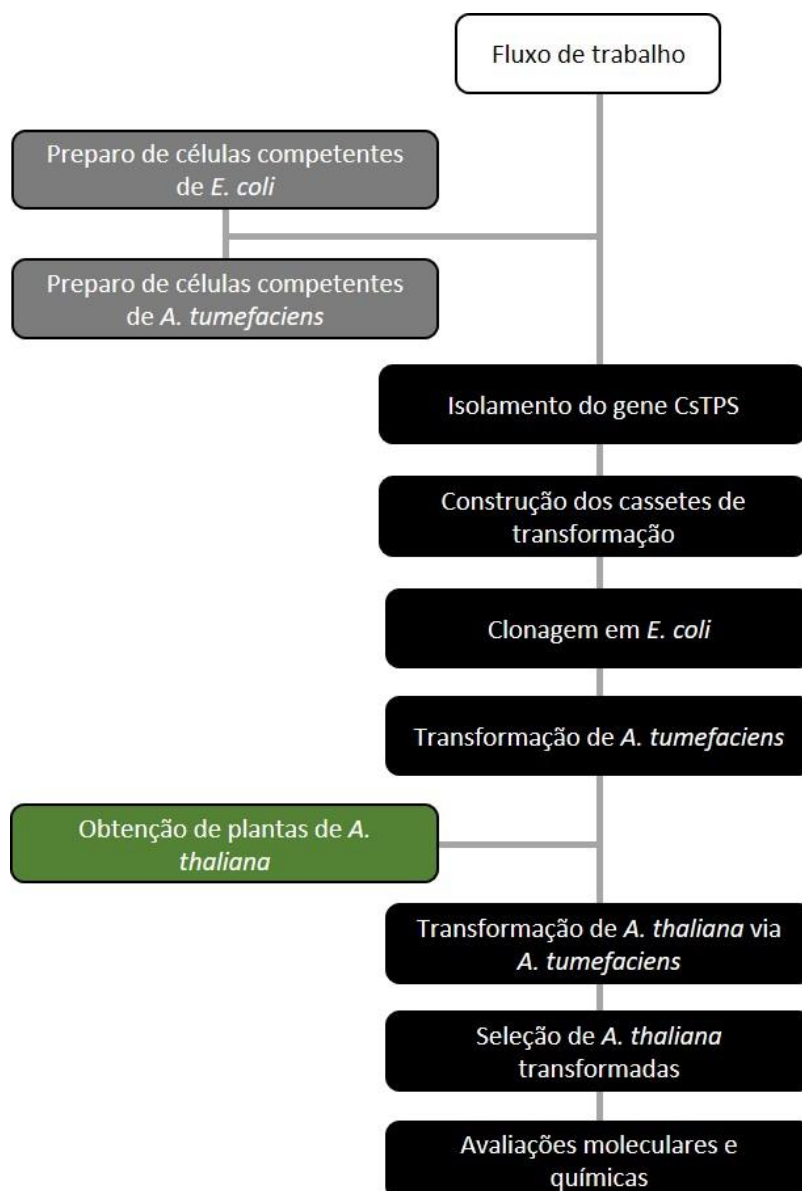 Fluxo de trabalho
Preparo de células competentes
de E. coli
Preparo de células competentes
de A. tumefaciens
Isolamento do gene CsTPS
Construção dos cassetes de
transformação
Clonagem em E. coli
Transformação de A. tumefaciens
Obtenção de plantas de A.
thaliana
Transformação de A. thaliana via
A. tumefaciens
Seleção de A. thaliana
transformadas
Avaliações moleculares e
químicas